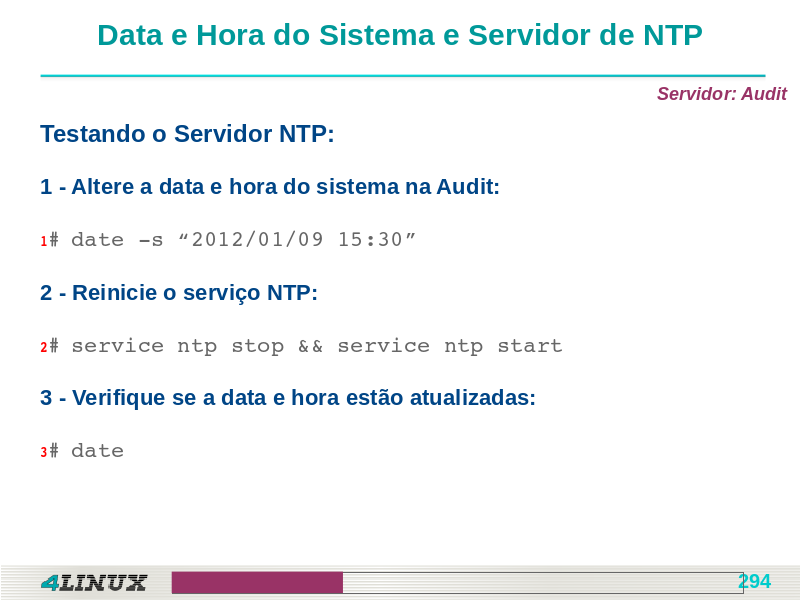 Data e Hora do Sistema e Servidor de NTP
Servidor: Audit
Testando o Servidor NTP:
1 - Altere a data e hora do sistema na Audit:
1# date –s “2012/01/09 15:30”
2 - Reinicie o serviço NTP:
2# service ntp stop && service ntp start
3 - Verifique se a data e hora estão atualizadas:
3# date
4LINUX
294